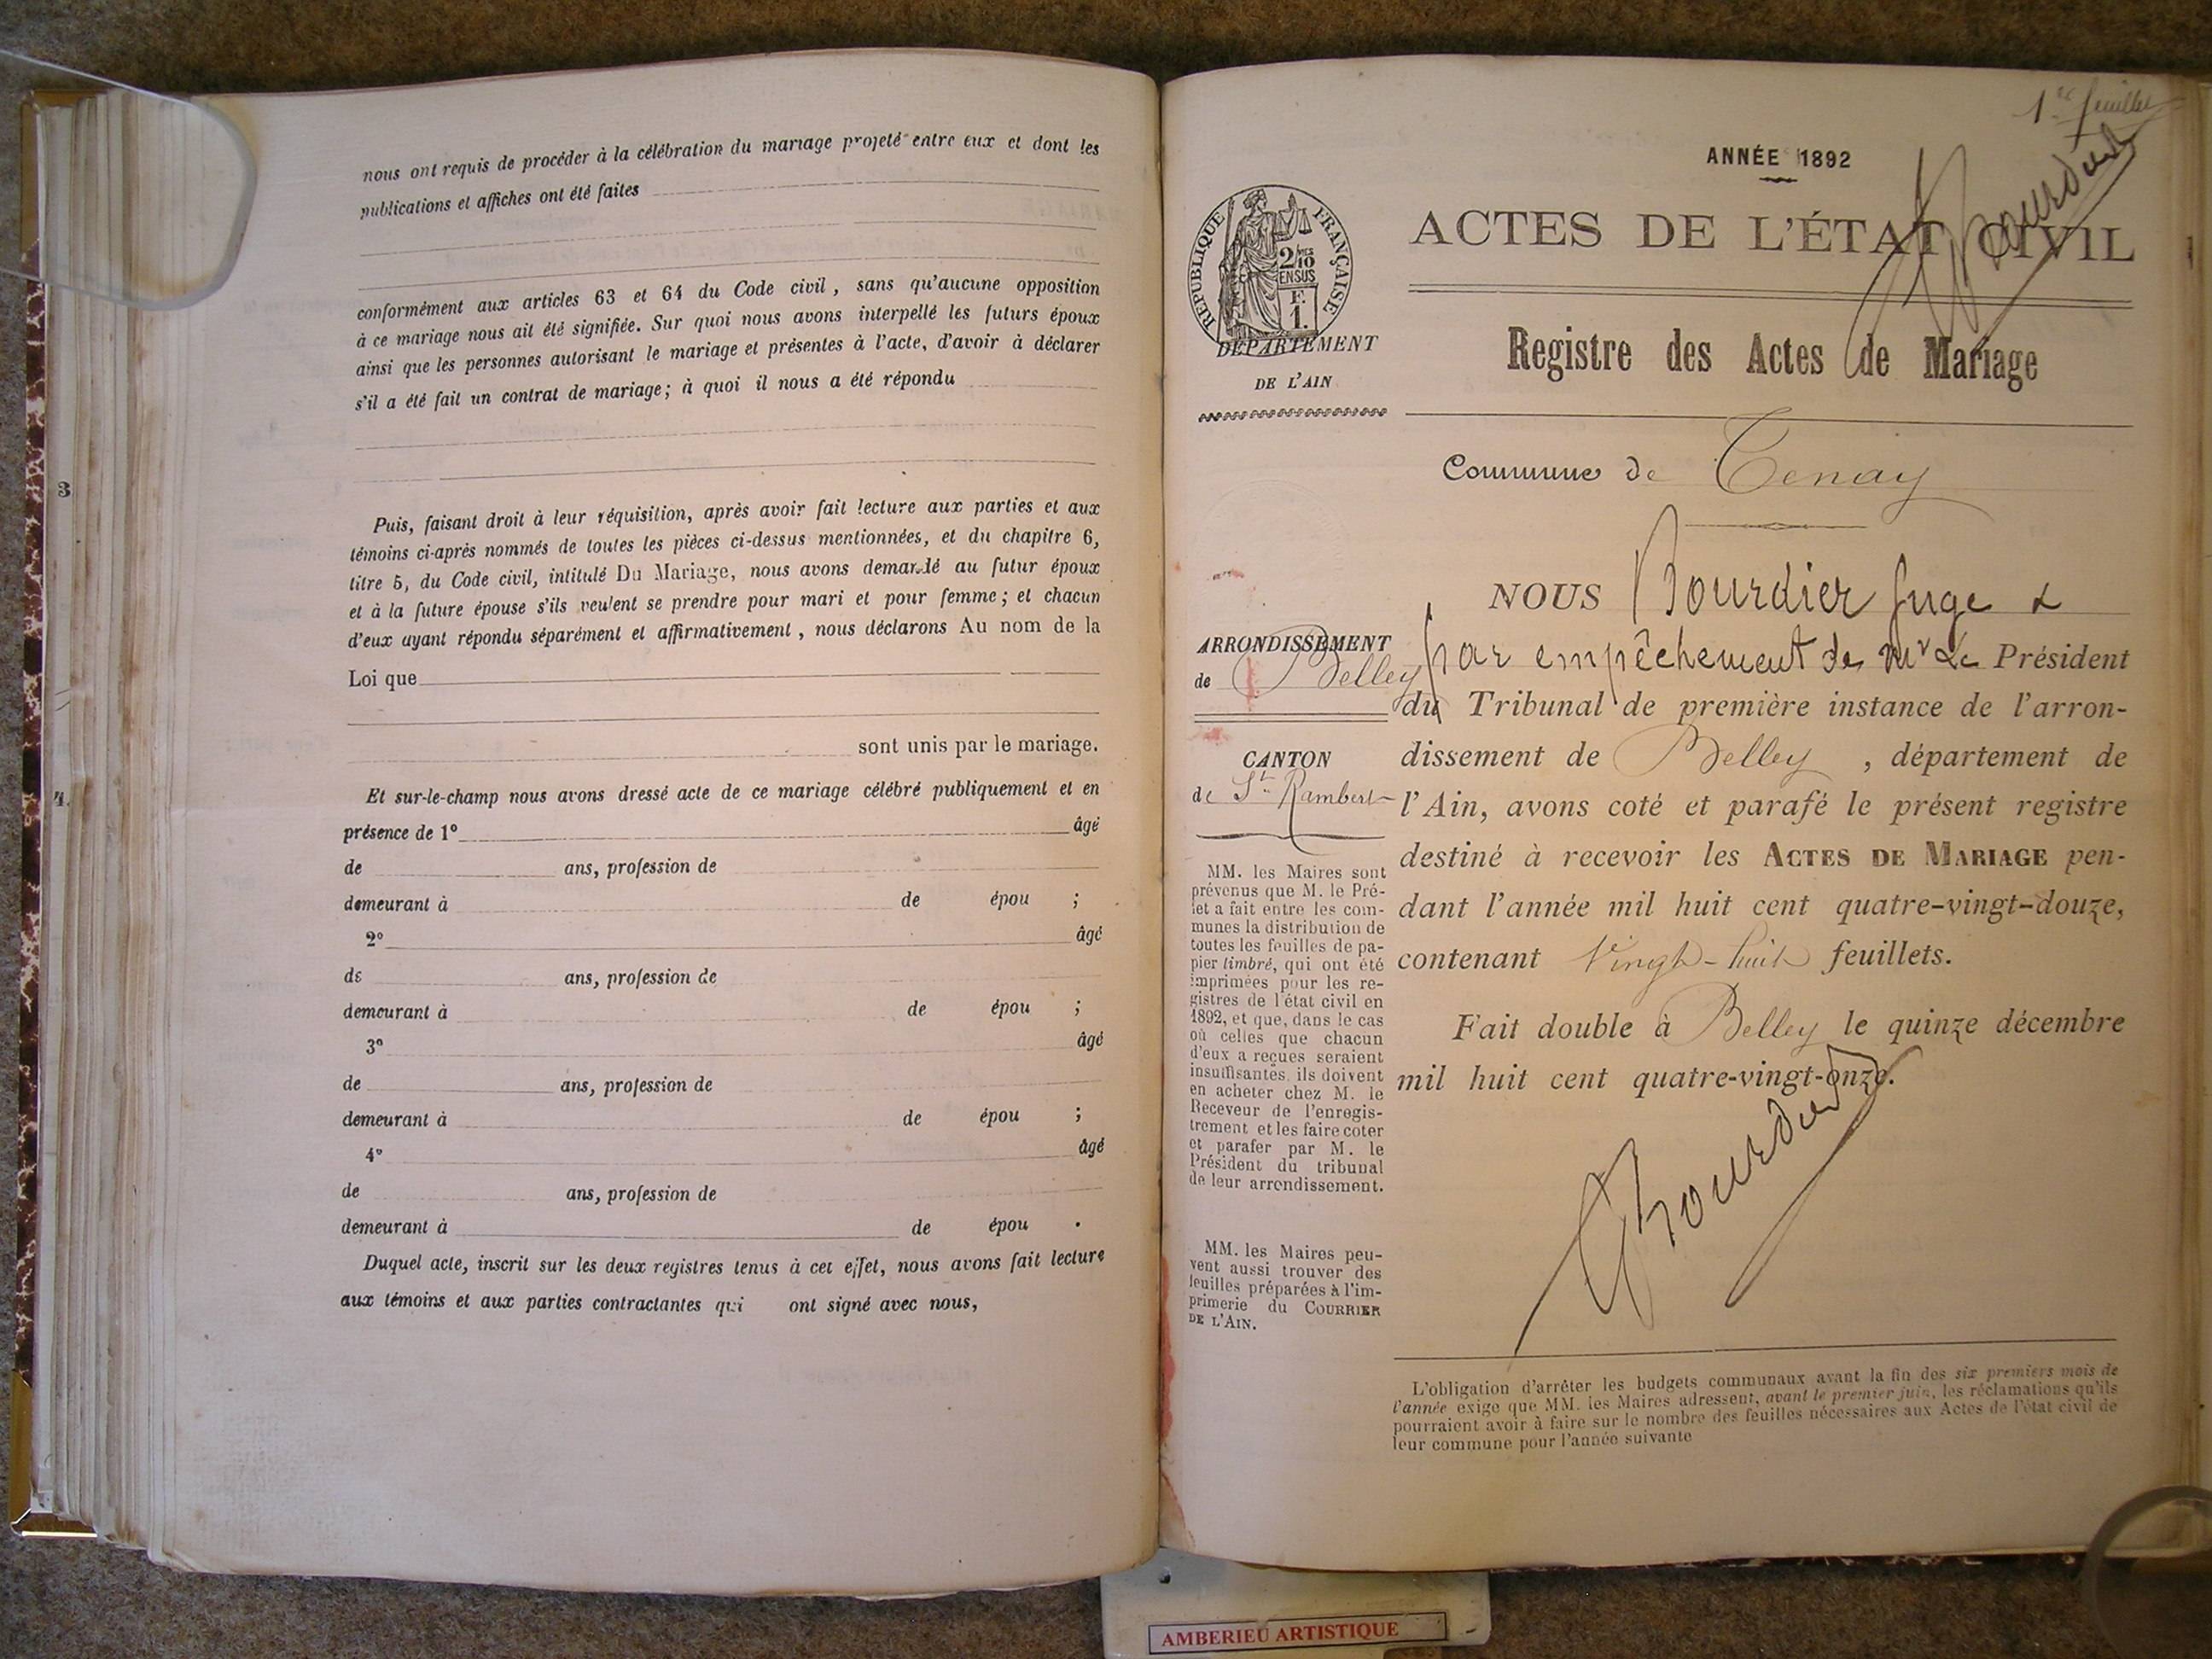 nous ont requis de procéder à la célébration du mariage projeté entre eux et dont les
publications et affiches ont été faites
conformément aux articles 63 et 64 du Code civil, sans qu'aucune opposition
à ce mariage nous ait été signifiée. Sur quoi nous avons interpellé les futurs époux
ainsi que les personnes autorisant le mariage et présentes à l'acte, d'avoir à déclarer
s'il a été fait un contrat de mariage; à quoi il nous a été répondu
3
Puis, faisant droit à leur réquisition, après avoir fait lecture aux parties et aux
témoins ci-après nommés de toutes les pièces ci-dessus mentionnées, et du chapitre 6,
titre 5, du Code civil, intitulé Du Mariage, nous avons demandé au futur époux
et à la future épouse s'ils veulent se prendre pour mari et pour femme; et chacun
d'eux ayant répondu séparément et affirmativement, nous déclarons Au nom de la
Loi que
sont unis par le mariage.
4.
Et sur-le-champ nous avons dressé acte de ce mariage célébré publiquement et en
présence de 1° âgé
de ans, profession de
demeurant à de épou ;
2° âgé
de ans, profession de
demeurant à de épou ;
3° âgé
de ans, profession de
demeurant à de épou ;
4° âgé
de ans, profession de
demeurant à de épou .
Duquel acte, inscrit sur les deux registres tenus à cet effet, nous avons fait lecture
aux témoins et aux parties contractantes qui ont signé avec nous,
1er feuillet
Bourdier
ANNÉE 1892
ACTES DE L'ÉTAT CIVIL
Registre des Actes de Mariage
RÉPUBLIQUE FRANÇAISE
2/10 EN SUS
F.
1.
DÉPARTEMENT
DE L'AIN
Commune de Tenay
ARRONDISSEMENT
de Belley
CANTON
de St Rambert
NOUS Bourdier Juge
par empêchement de Mr Le Président
du Tribunal de première instance de l'arron-
dissement de Belley, département de
l'Ain, avons coté et parafé le présent registre
destiné à recevoir les ACTES DE MARIAGE pen-
dant l'année mil huit cent quatre-vingt-douze,
contenant Vingt-huit feuillets.
Fait double à Belley le quinze décembre
mil huit cent quatre-vingt-onze.
Bourdier
MM. les Maires sont
prévenus que M. le Pré-
fet a fait entre les com-
munes la distribution de
toutes les feuilles de pa-
pier timbré, qui ont été
imprimées pour les re-
gistres de l'état civil en
1892, et que, dans le cas
où celles que chacun
d'eux a reçues seraient
insuffisantes, ils doivent
en acheter chez M. le
Receveur de l'enregis-
trement et les faire coter
et parafer par M. le
Président du tribunal
de leur arrondissement.
MM. les Maires peu-
vent aussi trouver des
feuilles préparées à l'im-
primerie du COURRIER
DE L'AIN.
L'obligation d'arrêter les budgets communaux avant la fin des six premiers mois de
l'année exige que MM. les Maires adressent, avant le premier juin, les réclamations qu'ils
pourraient avoir à faire sur le nombre des feuilles nécessaires aux Actes de l'état civil de
leur commune pour l'année suivante
AMBERIEU ARTISTIQUE